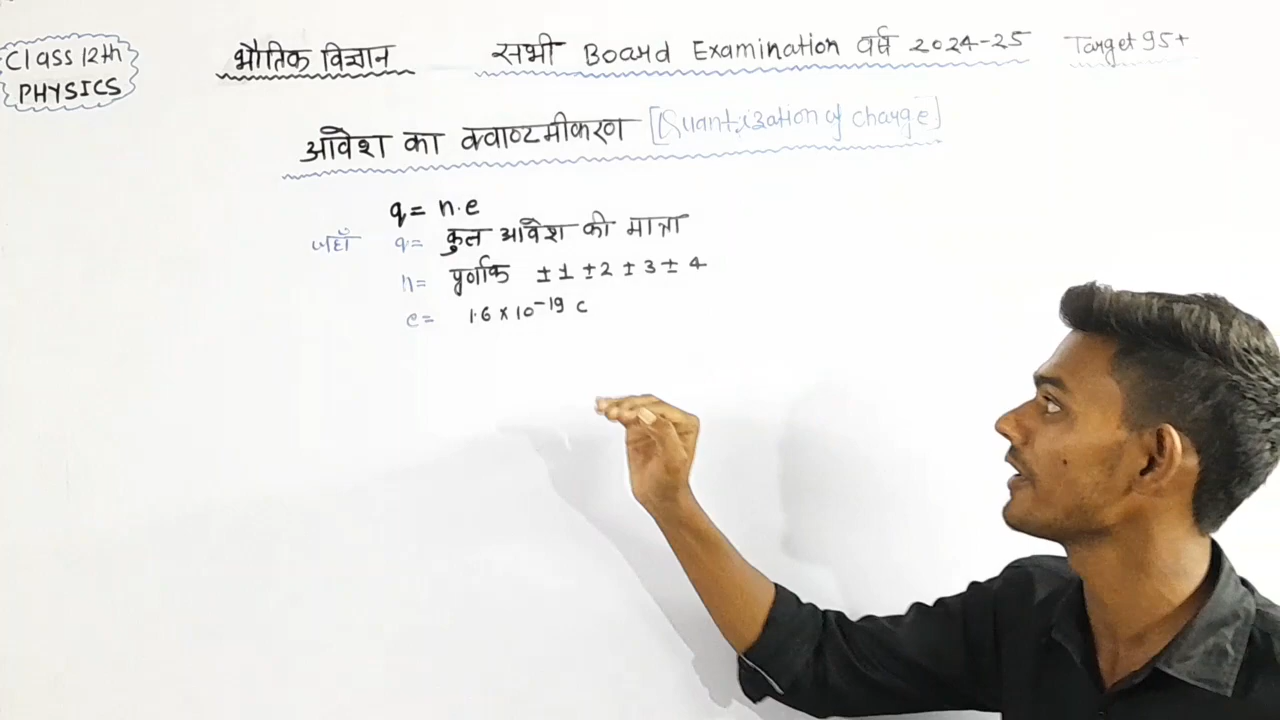 Class 12th
PHYSICS
भौतिक विज्ञान सभी Board Examination वर्ष 2024-25 Target 95+
आवेश का क्वाण्टमीकरण [Quantization of charge]
q = n.e
जहाँ q = कुल आवेश की मात्रा
n = पूर्णांक ±1 ±2 ±3 ±4
e = 1.6 × 10⁻¹⁹ C